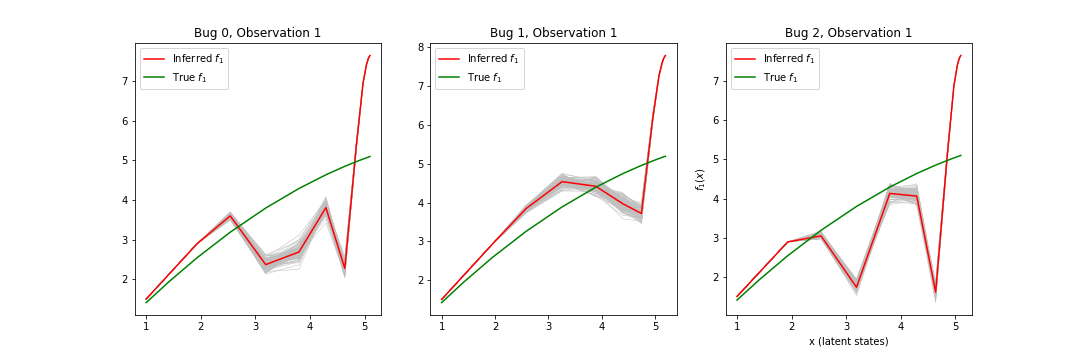 Bug 0, Observation 1
Inferred f₁
True f₁
7
6
5
4
3
2
1 2 3 4 5
Bug 1, Observation 1
Inferred f₁
True f₁
8
7
6
5
4
3
2
1 2 3 4 5
Bug 2, Observation 1
Inferred f₁
True f₁
f₁(x)
7
6
5
4
3
2
1 2 3 4 5
x (latent states)